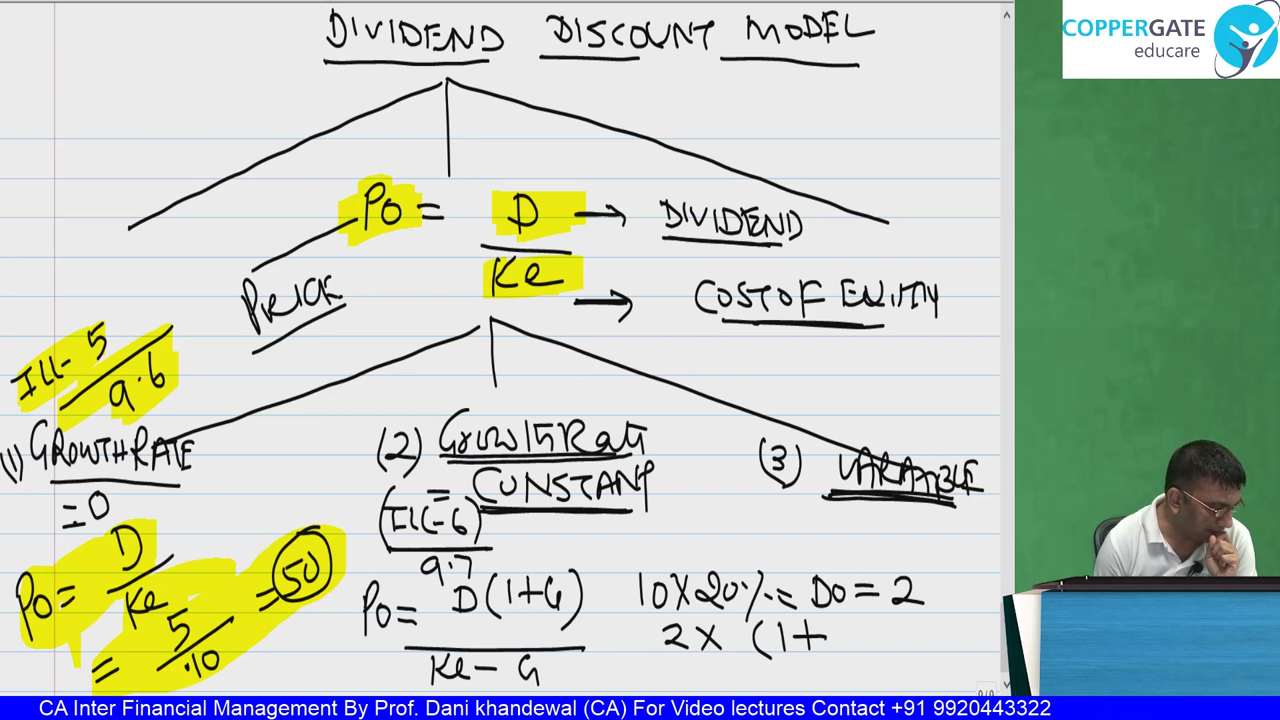 DIVIDEND DISCOUNT MODEL
COPPERGATE
educare
P0 = D → DIVIDEND
Ke → COST OF EQUITY
PRICE
ILL- 5
9.6
(1) GROWTH RATE
= 0
P0 = D
Ke
= 5
.10
= 50
(2) Growth Rate
= CONSTANT
(ILL-6)
9.7
P0 = D(1+G)
Ke - G
(3) VARIABLE
10X20%.= D0 = 2
2 X (1+
CA Inter Financial Management By Prof. Dani khandewal (CA) For Video lectures Contact +91 9920443322